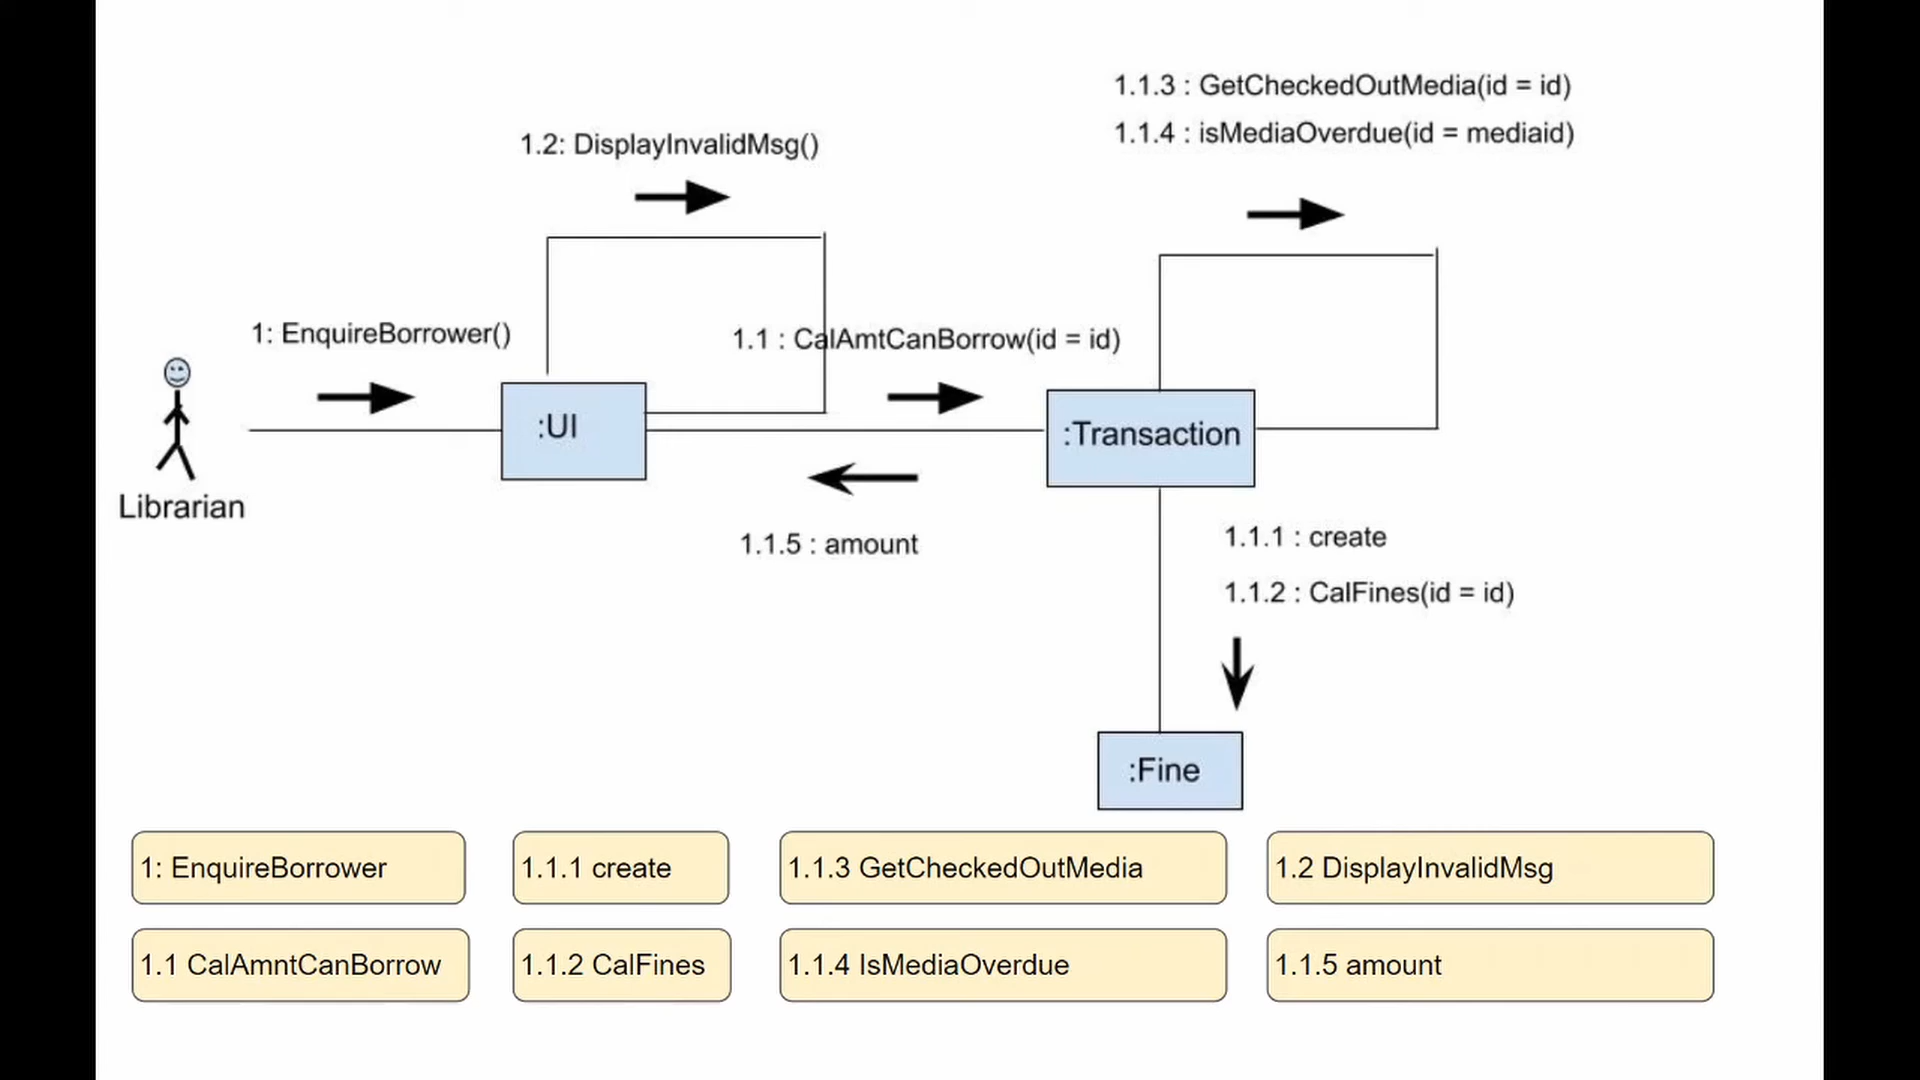 1.1.3 : GetCheckedOutMedia(id = id)
1.1.4 : isMediaOverdue(id = mediaid)
1.2: DisplayInvalidMsg()
1: EnquireBorrower()
1.1 : CalAmtCanBorrow(id = id)
:UI
:Transaction
Librarian
1.1.5 : amount
1.1.1 : create
1.1.2 : CalFines(id = id)
:Fine
1: EnquireBorrower
1.1.1 create
1.1.3 GetCheckedOutMedia
1.2 DisplayInvalidMsg
1.1 CalAmntCanBorrow
1.1.2 CalFines
1.1.4 IsMediaOverdue
1.1.5 amount